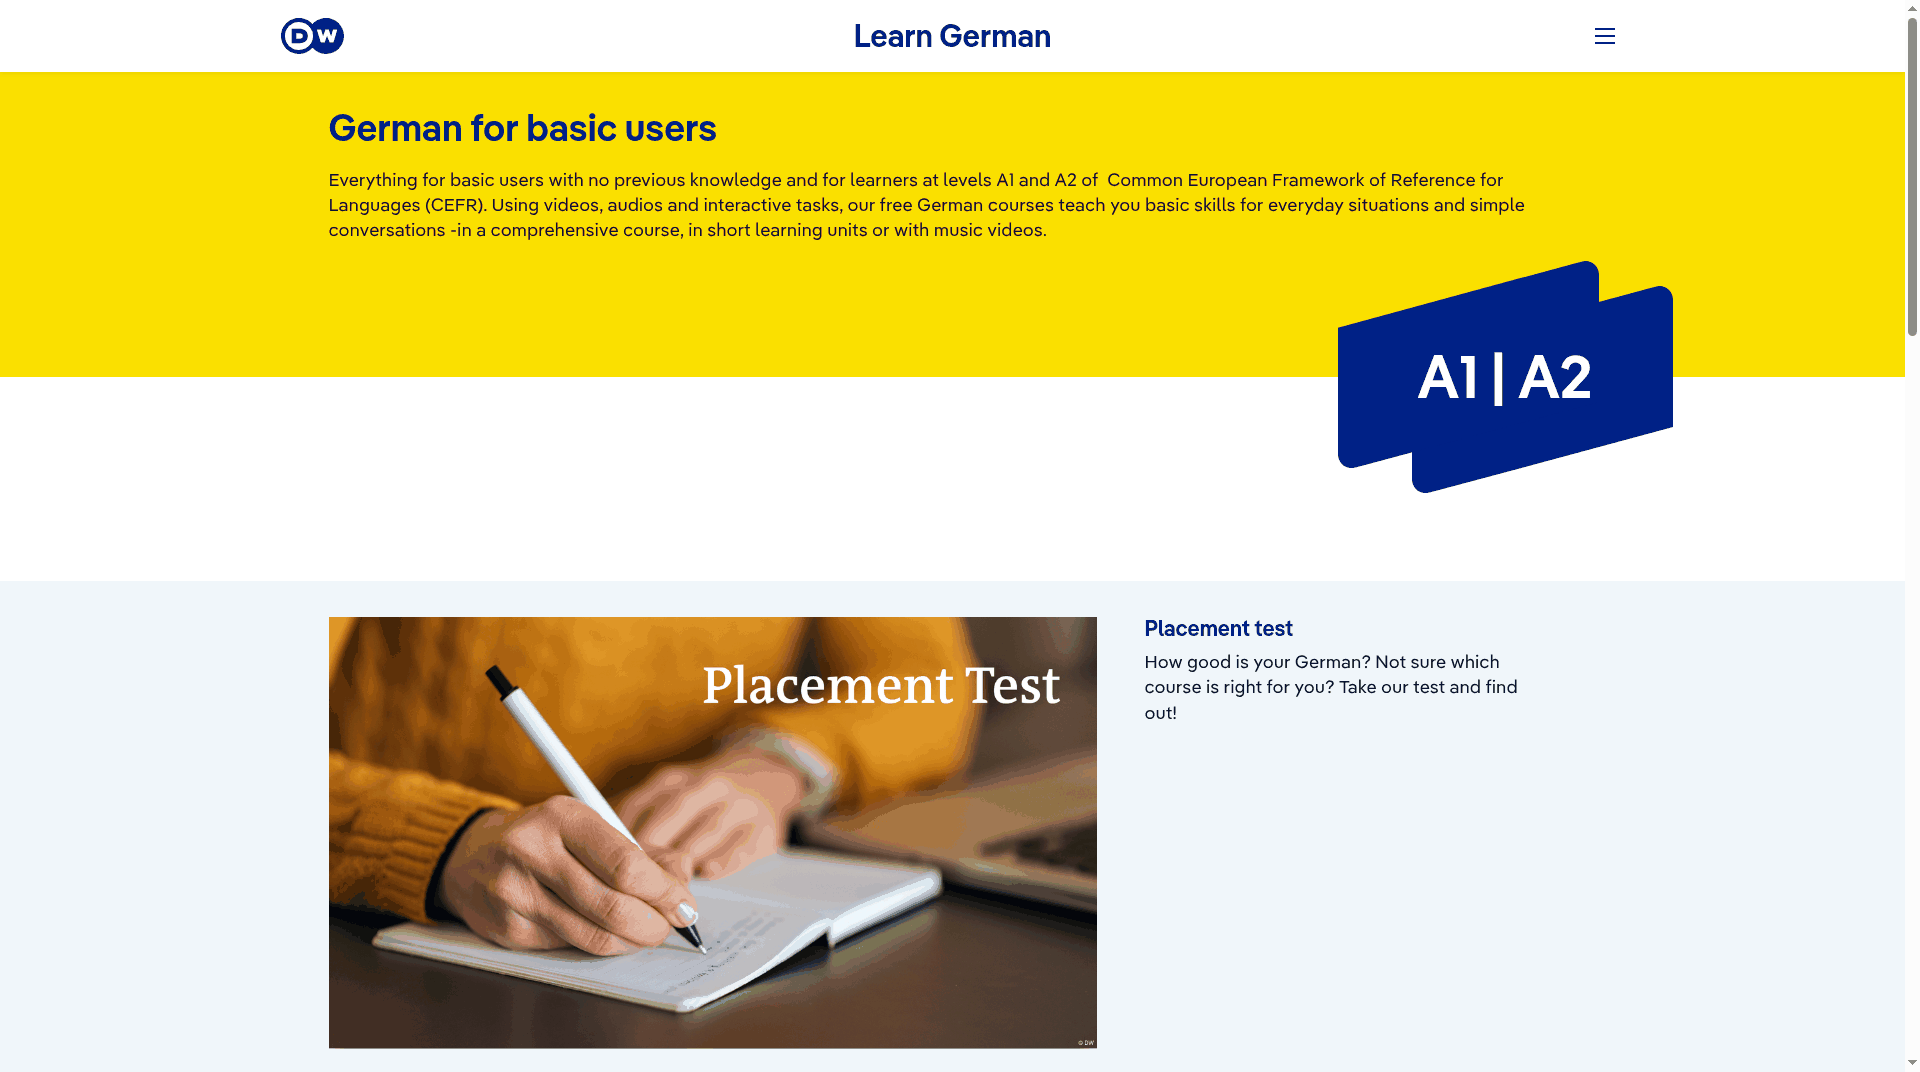 DW
Learn German
German for basic users
Everything for basic users with no previous knowledge and for learners at levels A1 and A2 of  Common European Framework of Reference for
Languages (CEFR). Using videos, audios and interactive tasks, our free German courses teach you basic skills for everyday situations and simple
conversations -in a comprehensive course, in short learning units or with music videos.
A1 | A2
Placement Test
© DW
Placement test
How good is your German? Not sure which
course is right for you? Take our test and find
out!